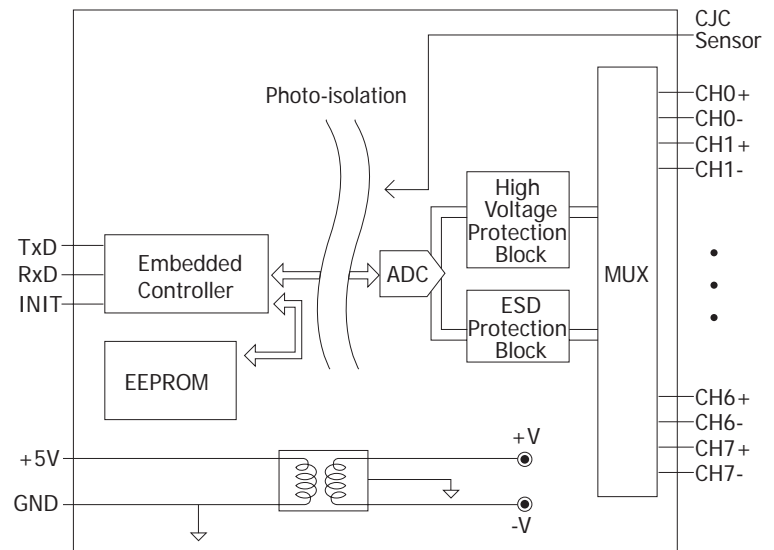 CJC
Sensor
Photo-isolation
CH0+
CH0-
CH1+
CH1-
High
Voltage
Protection
Block
TxD
RxD
INIT
Embedded
Controller
ADC
MUX
ESD
Protection
Block
EEPROM
CH6+
CH6-
CH7+
CH7-
+V
+5V
GND
-V